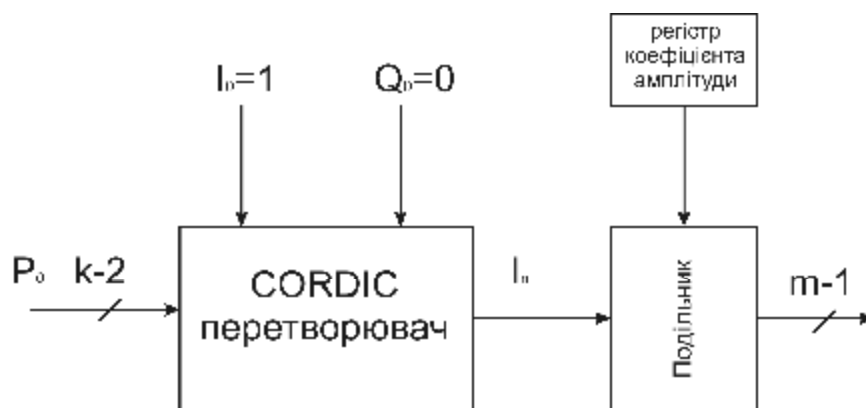 регістр
коефіцієнта
амплітуди
I₀=1
Q₀=0
P₀
k-2
CORDIC
перетворювач
Iₙ
Подільник
m-1